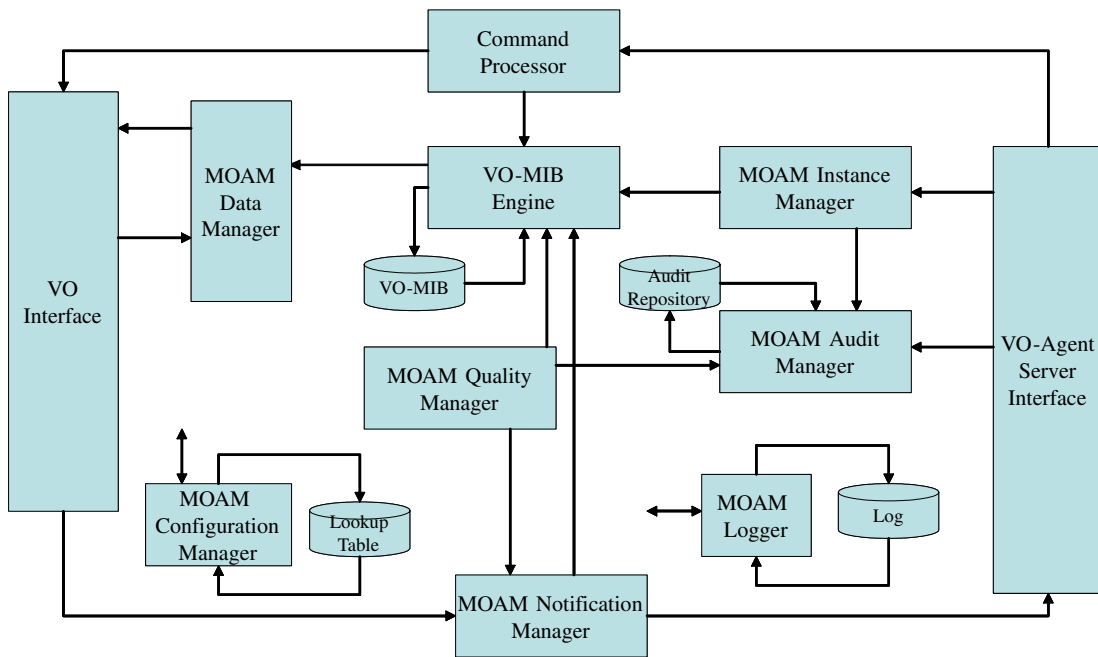 Command
Processor
VO
Interface
MOAM
Data
Manager
VO-MIB
Engine
MOAM Instance
Manager
VO-MIB
Audit
Repository
MOAM Audit
Manager
VO-Agent
Server
Interface
MOAM Quality
Manager
MOAM
Configuration
Manager
Lookup
Table
MOAM
Logger
Log
MOAM Notification
Manager